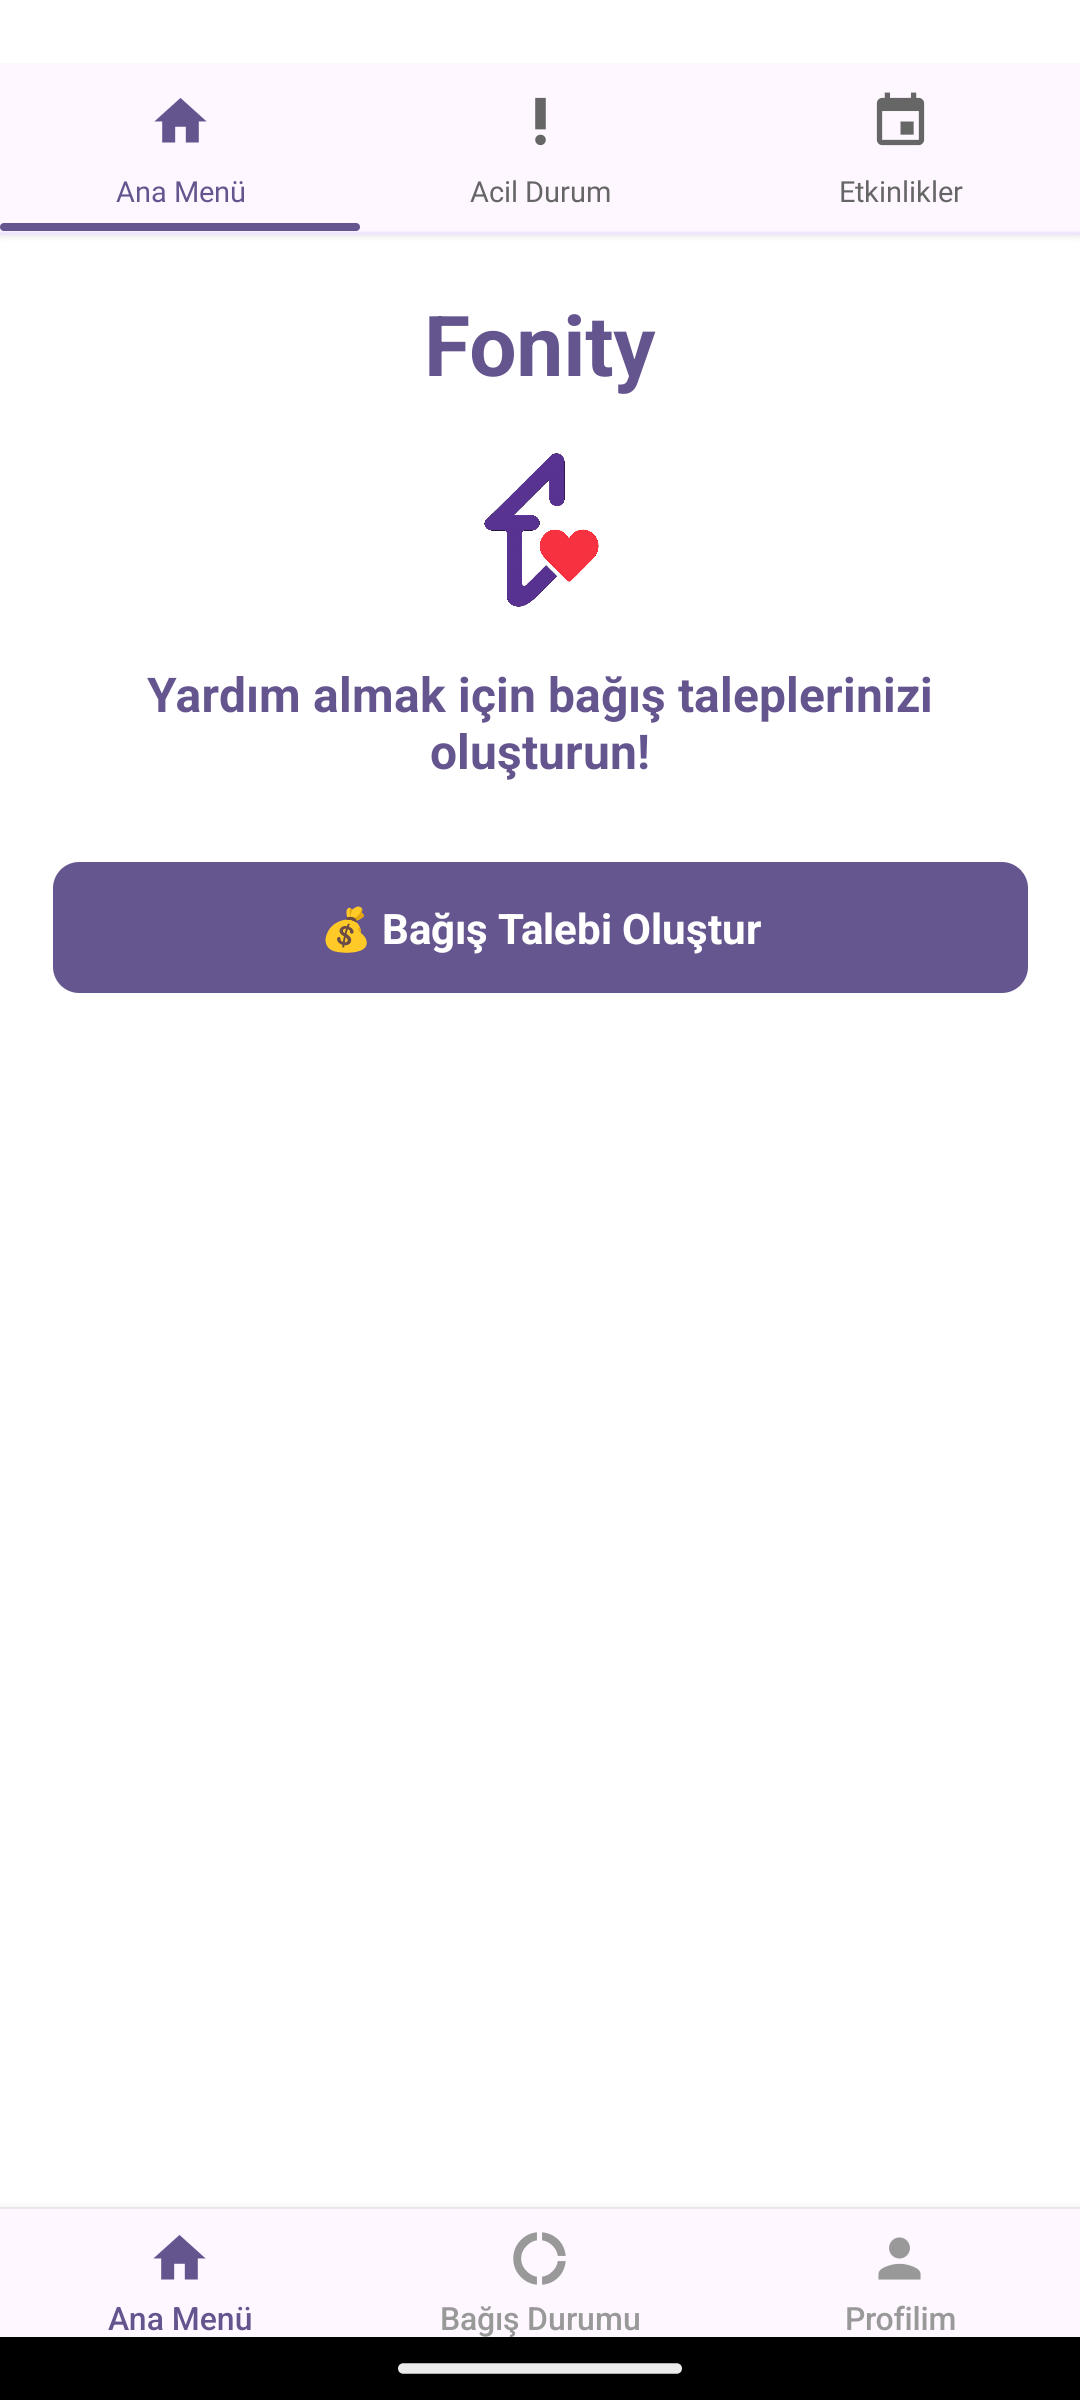 Ana Menü
Acil Durum
Etkinlikler
Fonity
Yardım almak için bağış taleplerinizi
oluşturun!
💰 Bağış Talebi Oluştur
Ana Menü
Bağış Durumu
Profilim